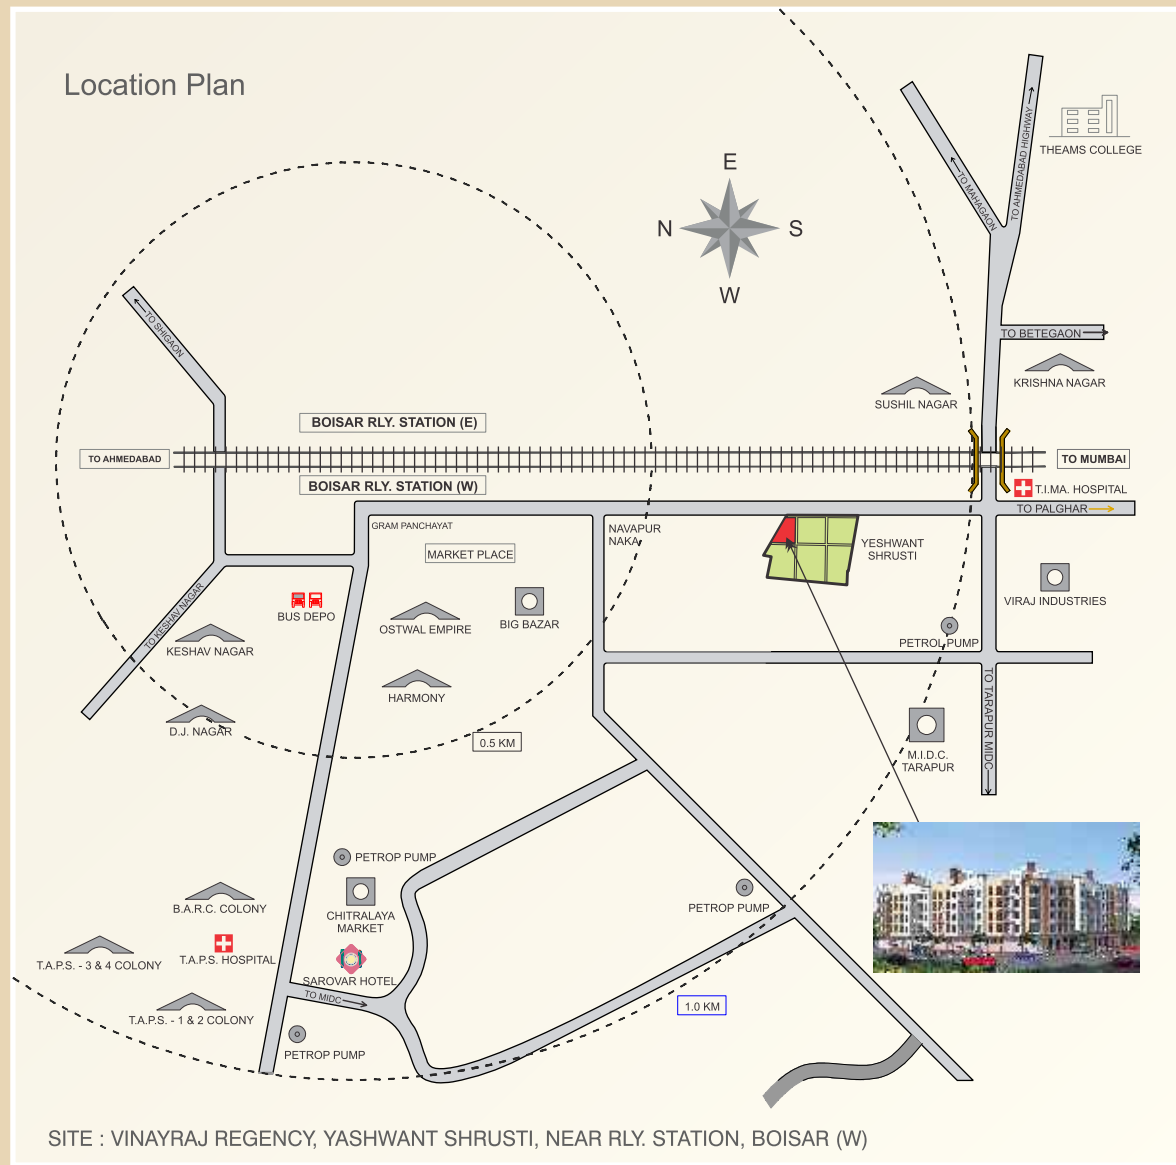 Location Plan
THEAMS COLLEGE
TO AHMEDABAD HIGHWAY
TO MAHAGAON
E
N
S
W
TO SHIGAON
TO BETEGAON
KRISHNA NAGAR
SUSHIL NAGAR
BOISAR RLY. STATION (E)
TO AHMEDABAD
TO MUMBAI
BOISAR RLY. STATION (W)
T.I.MA. HOSPITAL
TO PALGHAR
GRAM PANCHAYAT
NAVAPUR
NAKA
MARKET PLACE
YESHWANT
SHRUSTI
VIRAJ INDUSTRIES
BUS DEPO
OSTWAL EMPIRE
BIG BAZAR
TO KESHAV NAGAR
KESHAV NAGAR
PETROL PUMP
HARMONY
TO TARAPUR MIDC
D.J. NAGAR
0.5 KM
M.I.D.C.
TARAPUR
PETROP PUMP
CHITRALAYA
MARKET
B.A.R.C. COLONY
PETROP PUMP
T.A.P.S. - 3 & 4 COLONY
T.A.P.S. HOSPITAL
SAROVAR HOTEL
TO MIDC
1.0 KM
T.A.P.S. - 1 & 2 COLONY
PETROP PUMP
SITE : VINAYRAJ REGENCY, YASHWANT SHRUSTI, NEAR RLY. STATION, BOISAR (W)